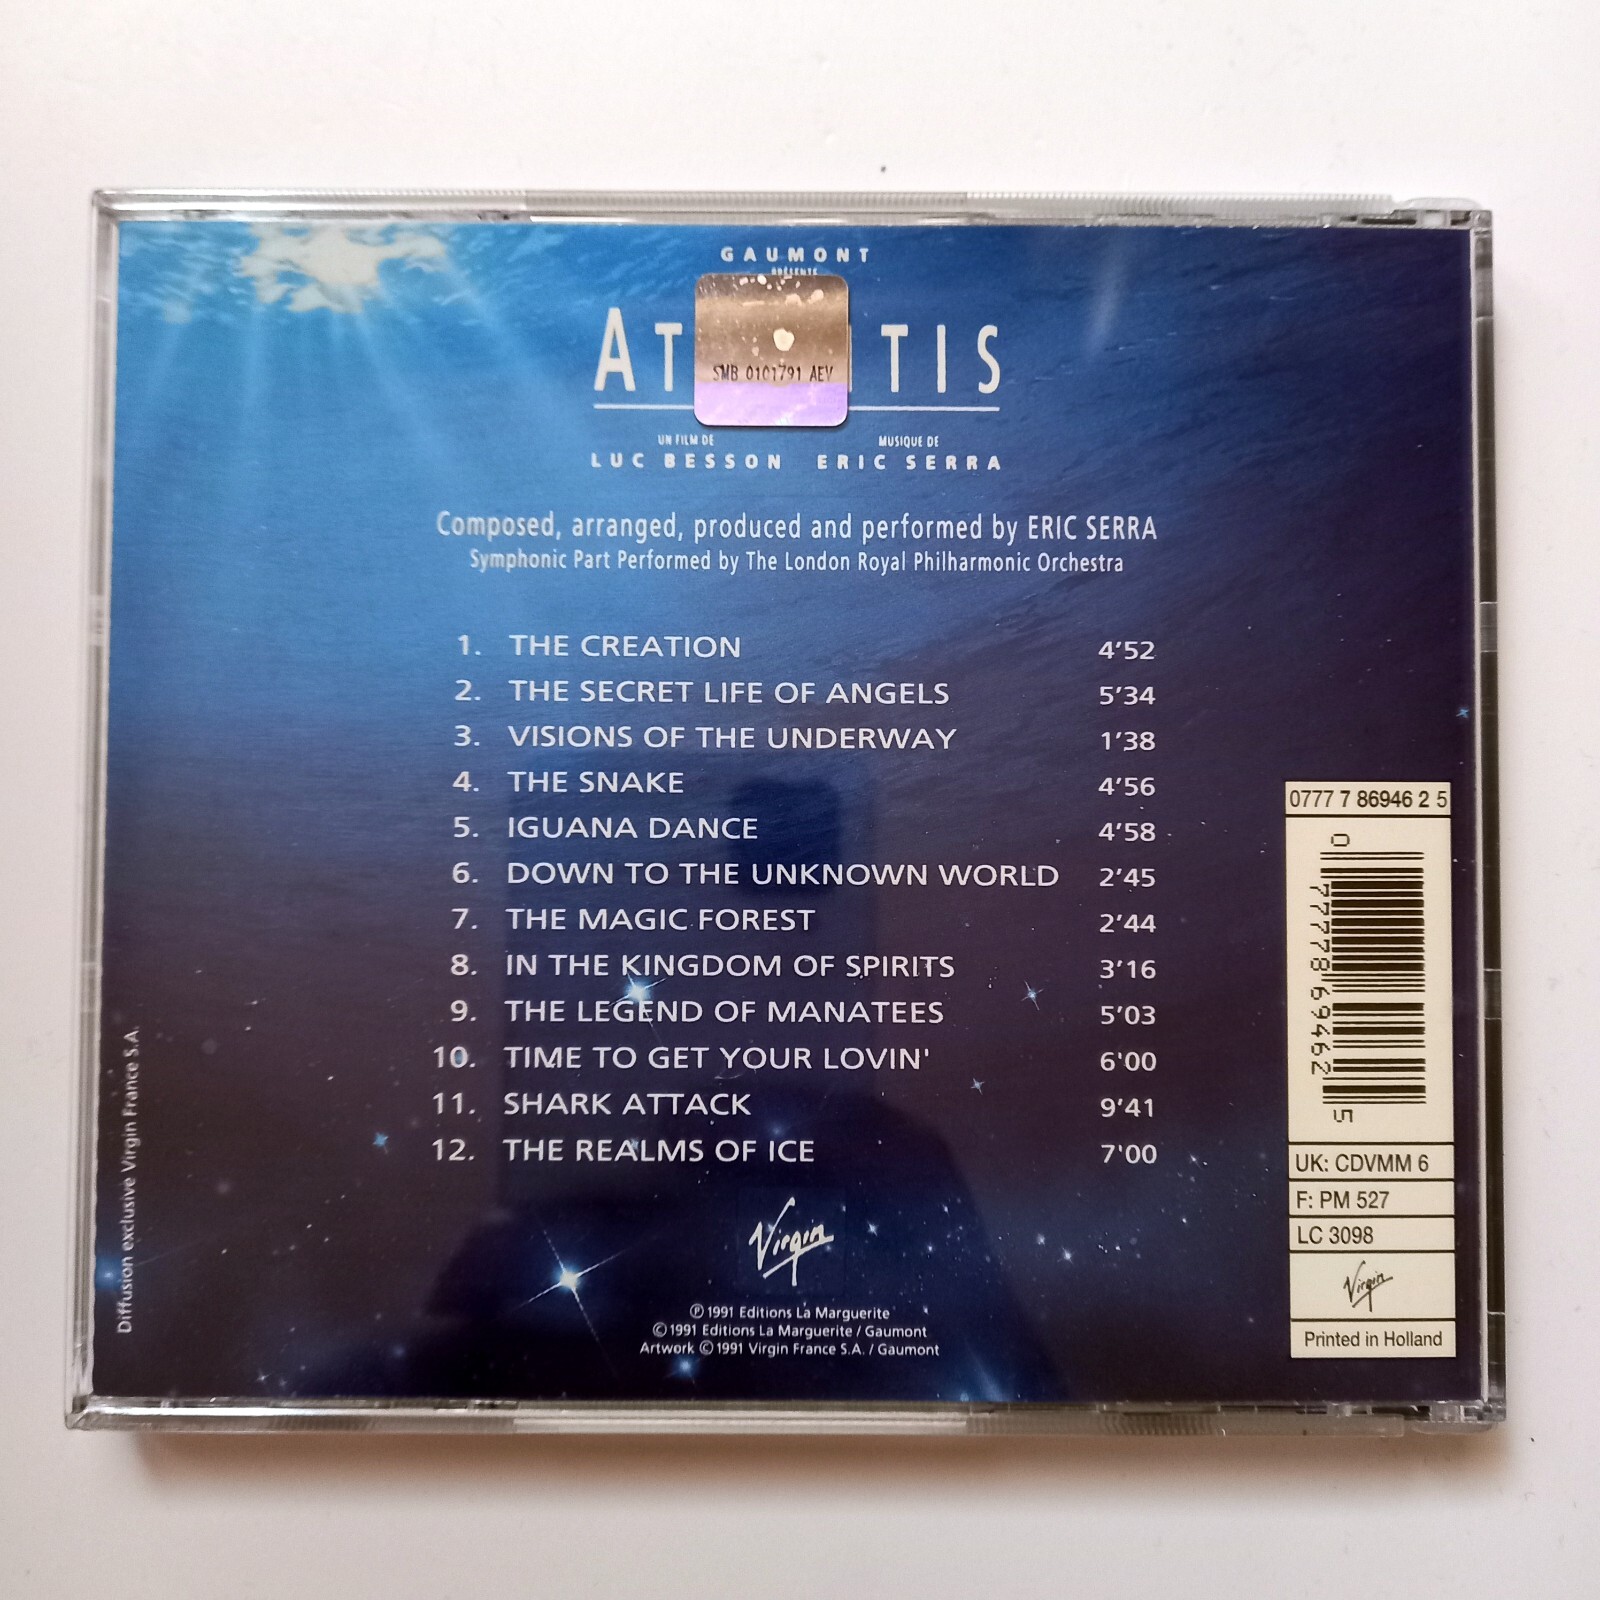 GAUMONT
PRÉSENTE
AT TIS
SMB 0101791 AEV
UN FILM DE
LUC BESSON
MUSIQUE DE
ERIC SERRA
Composed, arranged, produced and performed by ERIC SERRA
Symphonic Part Performed by The London Royal Philharmonic Orchestra
1. THE CREATION 4'52
2. THE SECRET LIFE OF ANGELS 5'34
3. VISIONS OF THE UNDERWAY 1'38
4. THE SNAKE 4'56
5. IGUANA DANCE 4'58
6. DOWN TO THE UNKNOWN WORLD 2'45
7. THE MAGIC FOREST 2'44
8. IN THE KINGDOM OF SPIRITS 3'16
9. THE LEGEND OF MANATEES 5'03
10. TIME TO GET YOUR LOVIN' 6'00
11. SHARK ATTACK 9'41
12. THE REALMS OF ICE 7'00
Virgin
℗ 1991 Editions La Marguerite
© 1991 Editions La Marguerite / Gaumont
Artwork © 1991 Virgin France S.A. / Gaumont
Diffusion exclusive Virgin France S.A.
0777 7 86946 2 5
0 77778 69462 5
UK: CDVMM 6
F: PM 527
LC 3098
Virgin
Printed in Holland